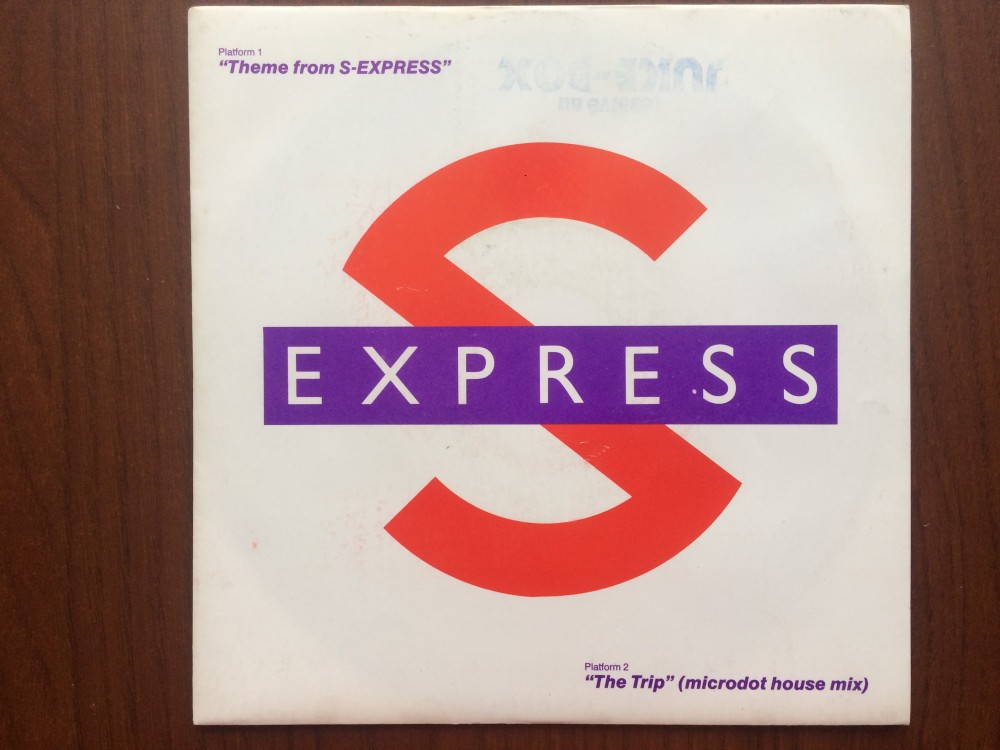 Platform 1
"Theme from S-EXPRESS"
S
EXPRESS
Platform 2
"The Trip" (microdot house mix)